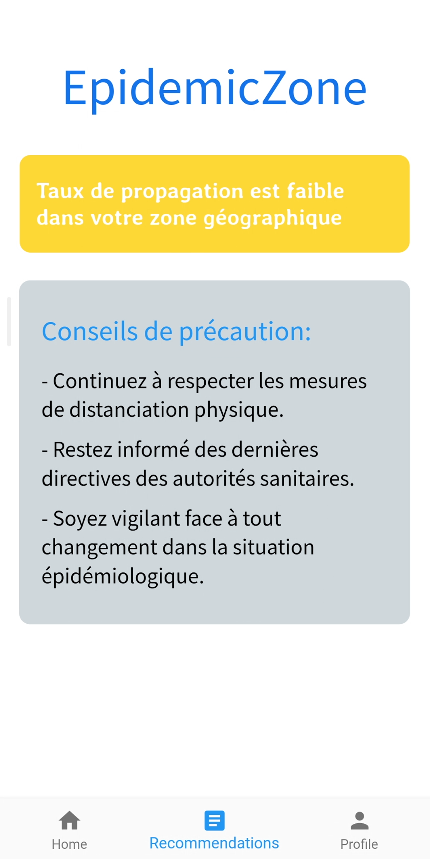 EpidemicZone
Taux de propagation est faible
dans votre zone géographique
Conseils de précaution:
- Continuez à respecter les mesures
de distanciation physique.
- Restez informé des dernières
directives des autorités sanitaires.
- Soyez vigilant face à tout
changement dans la situation
épidémiologique.
Home
Recommendations
Profile